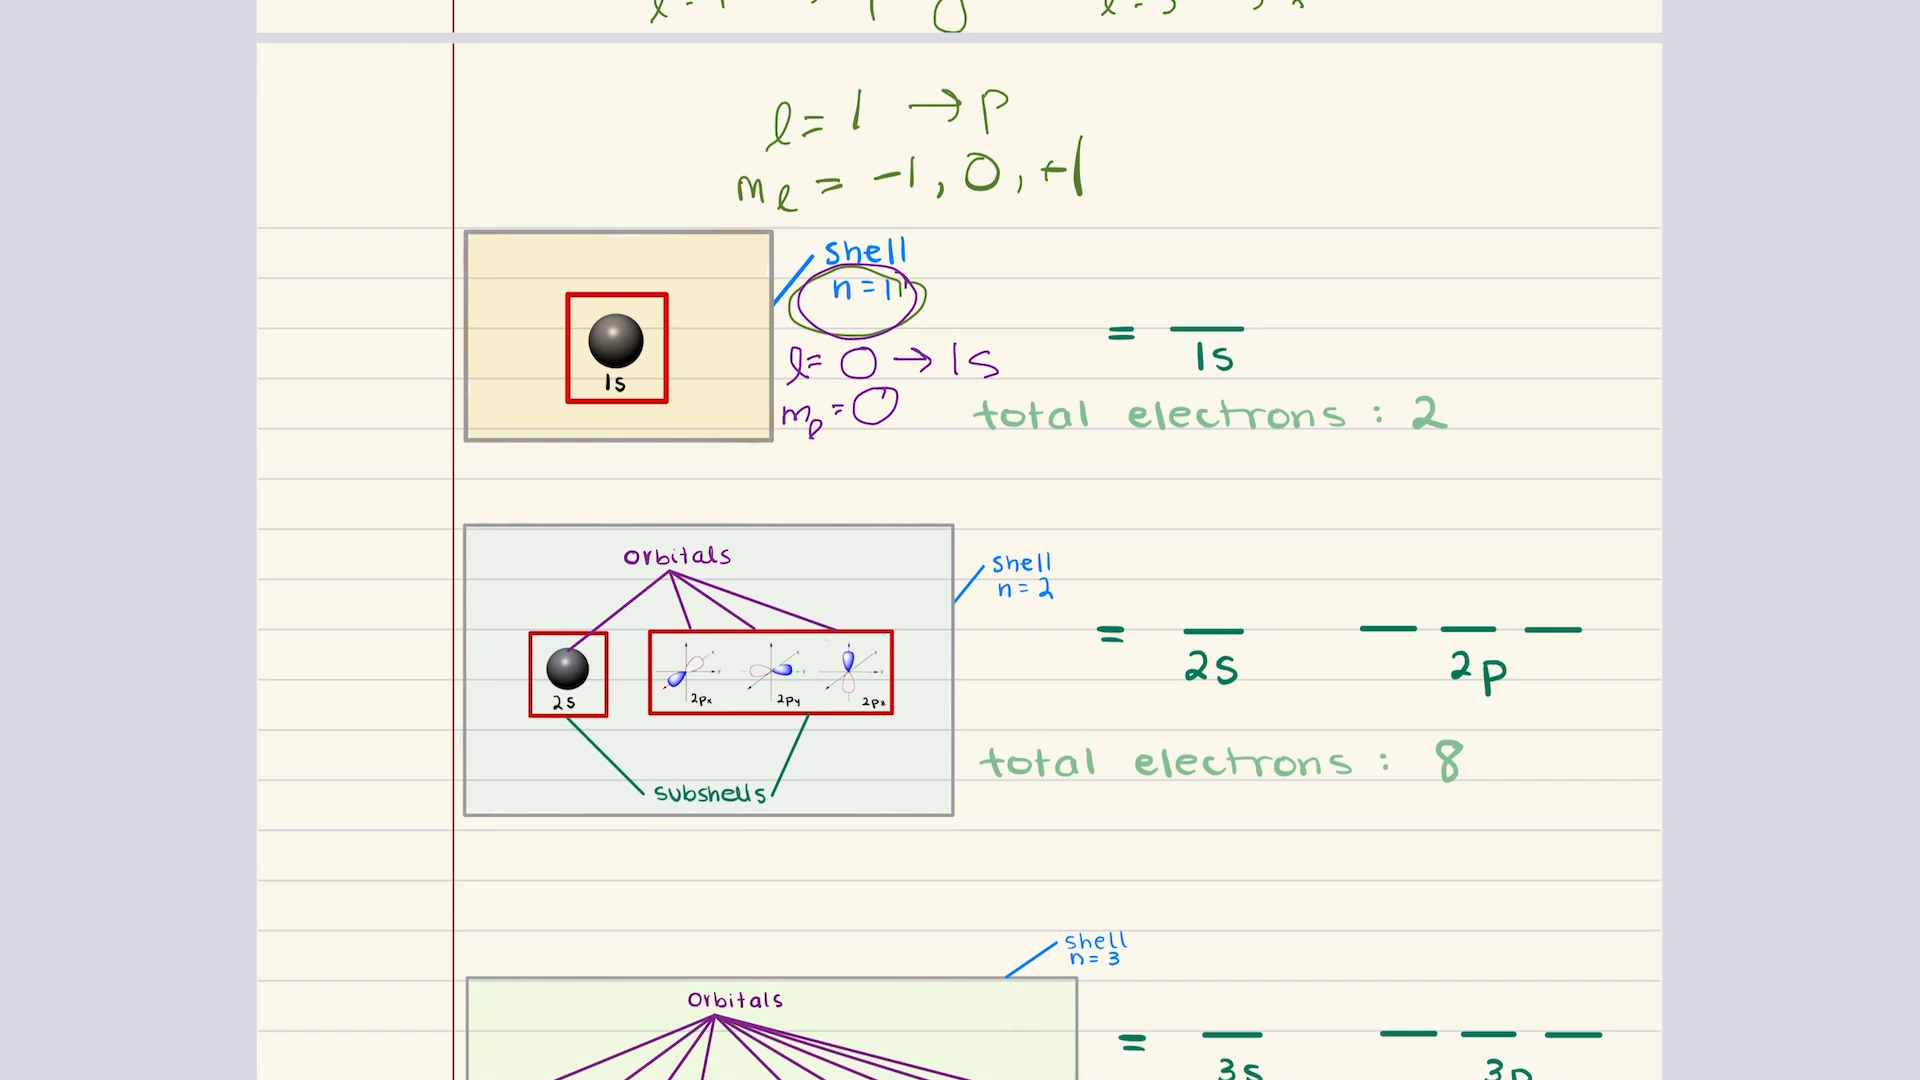 l = 1 → p
mℓ = -1, 0, +1
shell
n = 1
l = 0 → 1s
mℓ = 0
1s
= 1s
total electrons : 2
orbitals
shell
n = 2
2s
2px 2py
= 2s 2p
subshells
total electrons : 8
shell
n = 3
orbitals
= 3s 3p